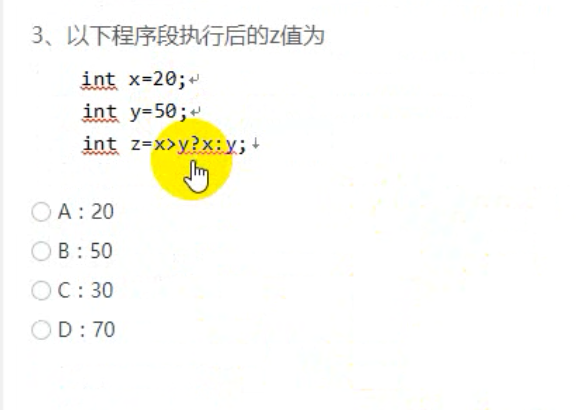 3、以下程序段执行后的z值为
int x=20;↵
int y=50;↵
int z=x>y?x:y;↓
A : 20
B : 50
C : 30
D : 70